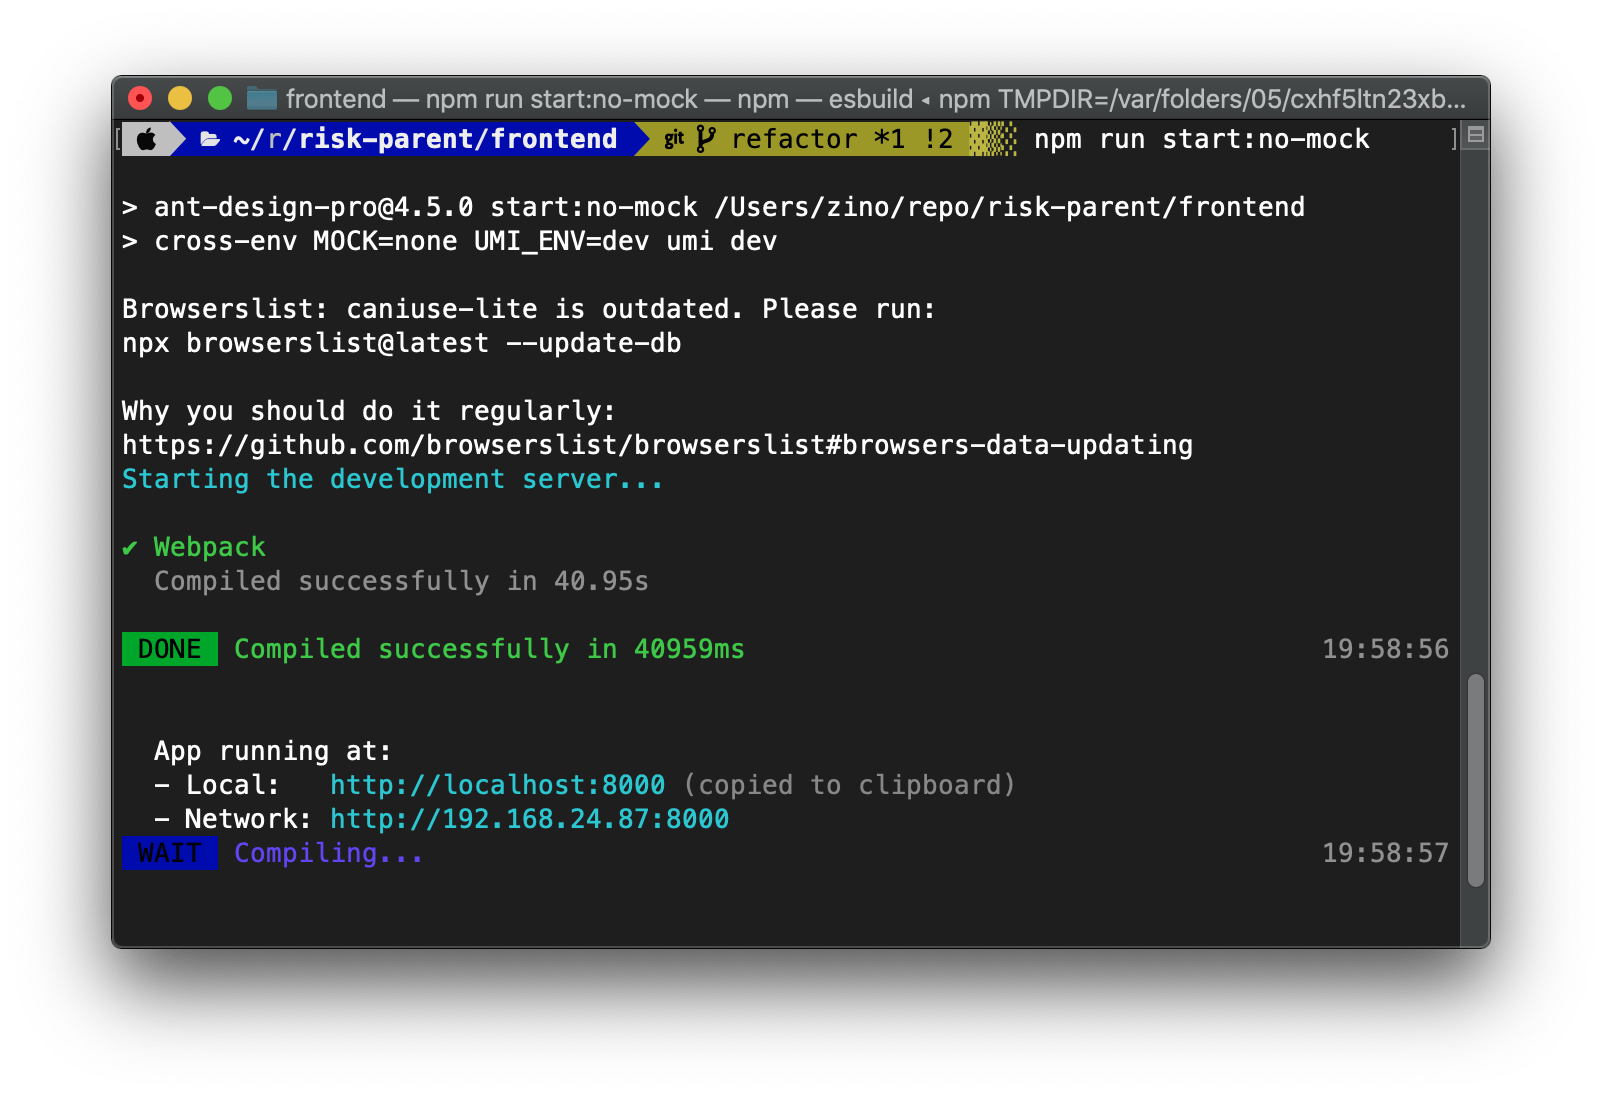 frontend — npm run start:no-mock — npm — esbuild ◂ npm TMPDIR=/var/folders/05/cxhf5ltn23xb...
~/r/risk-parent/frontend git refactor *1 !2 npm run start:no-mock
> ant-design-pro@4.5.0 start:no-mock /Users/zino/repo/risk-parent/frontend
> cross-env MOCK=none UMI_ENV=dev umi dev
Browserslist: caniuse-lite is outdated. Please run:
npx browserslist@latest --update-db
Why you should do it regularly:
https://github.com/browserslist/browserslist#browsers-data-updating
Starting the development server...
✔ Webpack
Compiled successfully in 40.95s
DONE Compiled successfully in 40959ms 19:58:56
App running at:
- Local: http://localhost:8000 (copied to clipboard)
- Network: http://192.168.24.87:8000
WAIT Compiling... 19:58:57